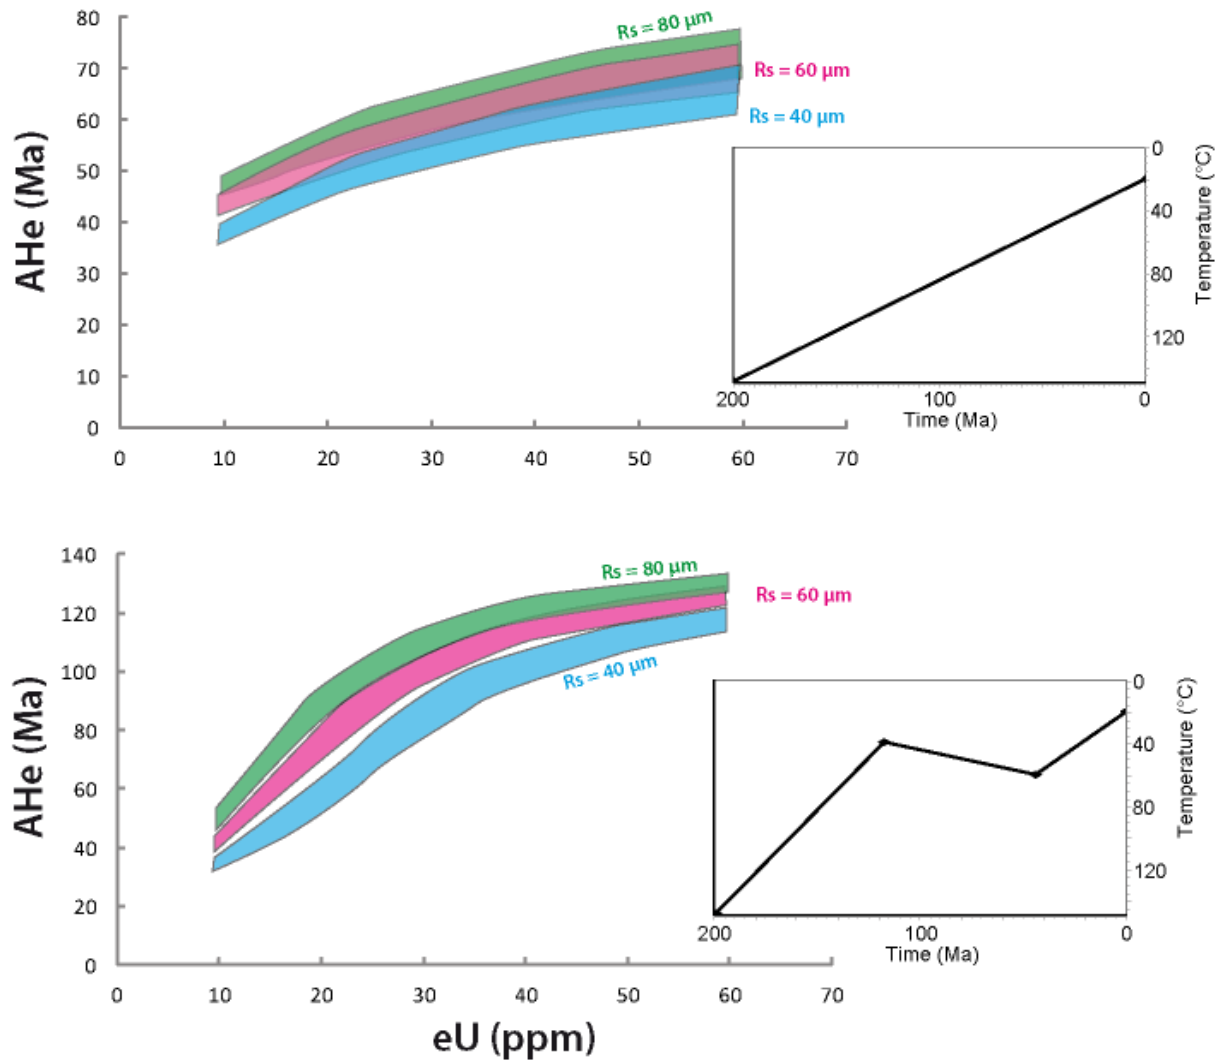 80
Rs = 80 µm
70
Rs = 60 µm
60
Rs = 40 µm
50
40
30
20
10
0
AHe (Ma)
0 10 20 30 40 50 60 70
0
40
80
120
Temperature (°C)
200 100 0
Time (Ma)
140
Rs = 80 µm
120
Rs = 60 µm
100
Rs = 40 µm
80
60
40
20
0
AHe (Ma)
0 10 20 30 40 50 60 70
eU (ppm)
0
40
80
120
Temperature (°C)
200 100 0
Time (Ma)